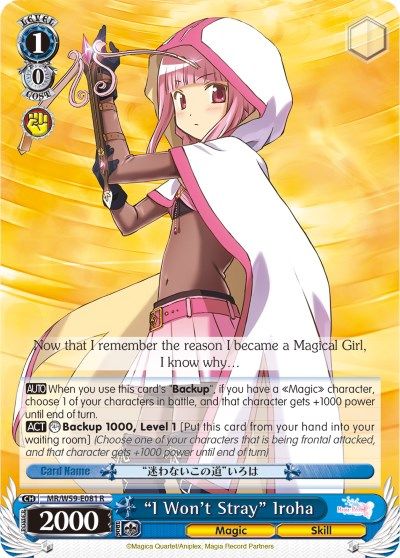 LEVEL
1
0
COST
Now that I remember the reason I became a Magical Girl,
I know why…
AUTO When you use this card's "Backup", if you have a «Magic» character,
choose 1 of your characters in battle, and that character gets +1000 power
until end of turn.
ACT Backup 1000, Level 1 [Put this card from your hand into your
waiting room] (Choose one of your characters that is being frontal attacked,
and that character gets +1000 power until end of turn)
Card Name "迷わないこの道"いろは
CH MR/W59-E081 R
POWER 2000
"I Won't Stray" Iroha
Magic Skill
©Magica Quartet/Aniplex, Magia Record Partners